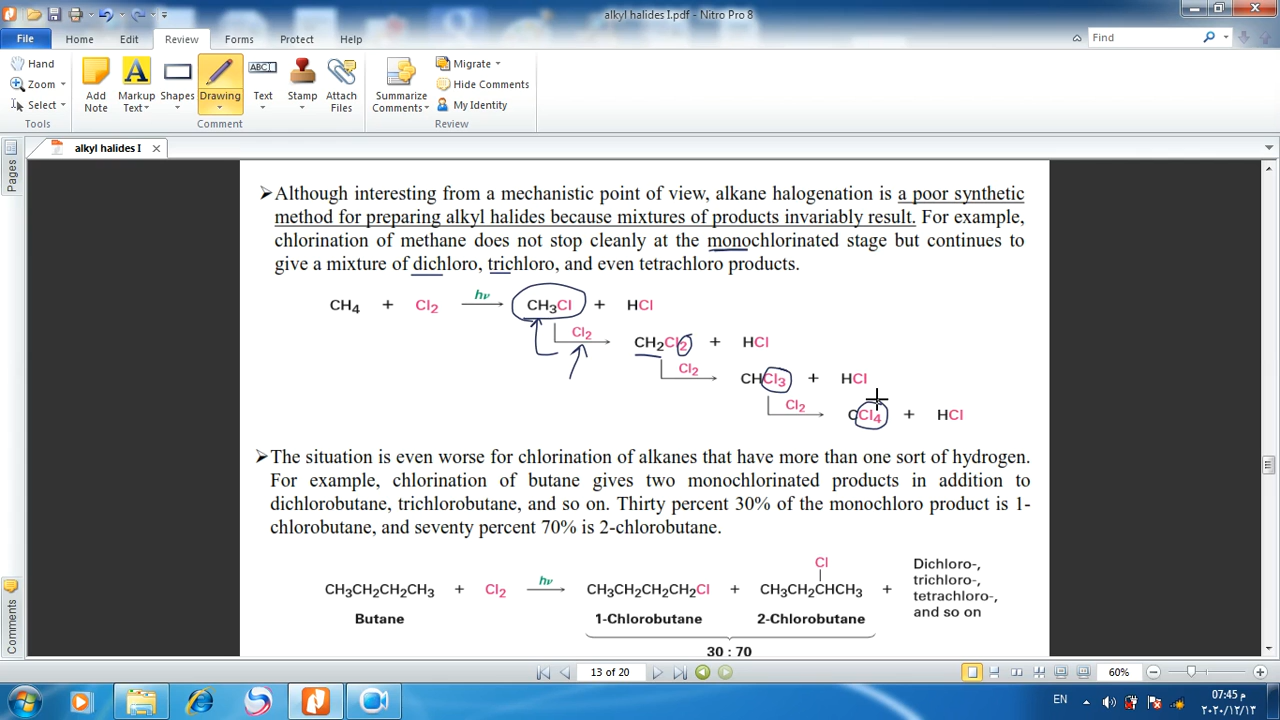 alkyl halides I.pdf - Nitro Pro 8
File Home Edit Review Forms Protect Help Find
Hand
Zoom
Select
Tools
Add Note
Markup Text
Shapes
Drawing
Text
Stamp
Attach Files
Comment
Summarize Comments
Migrate
Hide Comments
My Identity
Review
alkyl halides I
Pages
Comments
➢Although interesting from a mechanistic point of view, alkane halogenation is a poor synthetic
method for preparing alkyl halides because mixtures of products invariably result. For example,
chlorination of methane does not stop cleanly at the monochlorinated stage but continues to
give a mixture of dichloro, trichloro, and even tetrachloro products.
CH4 + Cl2 hν CH3Cl + HCl
Cl2 CH2Cl2 + HCl
Cl2 CHCl3 + HCl
Cl2 CCl4 + HCl
➢The situation is even worse for chlorination of alkanes that have more than one sort of hydrogen.
For example, chlorination of butane gives two monochlorinated products in addition to
dichlorobutane, trichlorobutane, and so on. Thirty percent 30% of the monochloro product is 1-
chlorobutane, and seventy percent 70% is 2-chlorobutane.
Cl
CH3CH2CH2CH3 + Cl2 hν CH3CH2CH2CH2Cl + CH3CH2CHCH3 +
Dichloro-,
trichloro-,
tetrachloro-,
and so on
Butane 1-Chlorobutane 2-Chlorobutane
30 : 70
13 of 20 60%
EN
07:45 م
٢٠٢٠/١٢/١٣